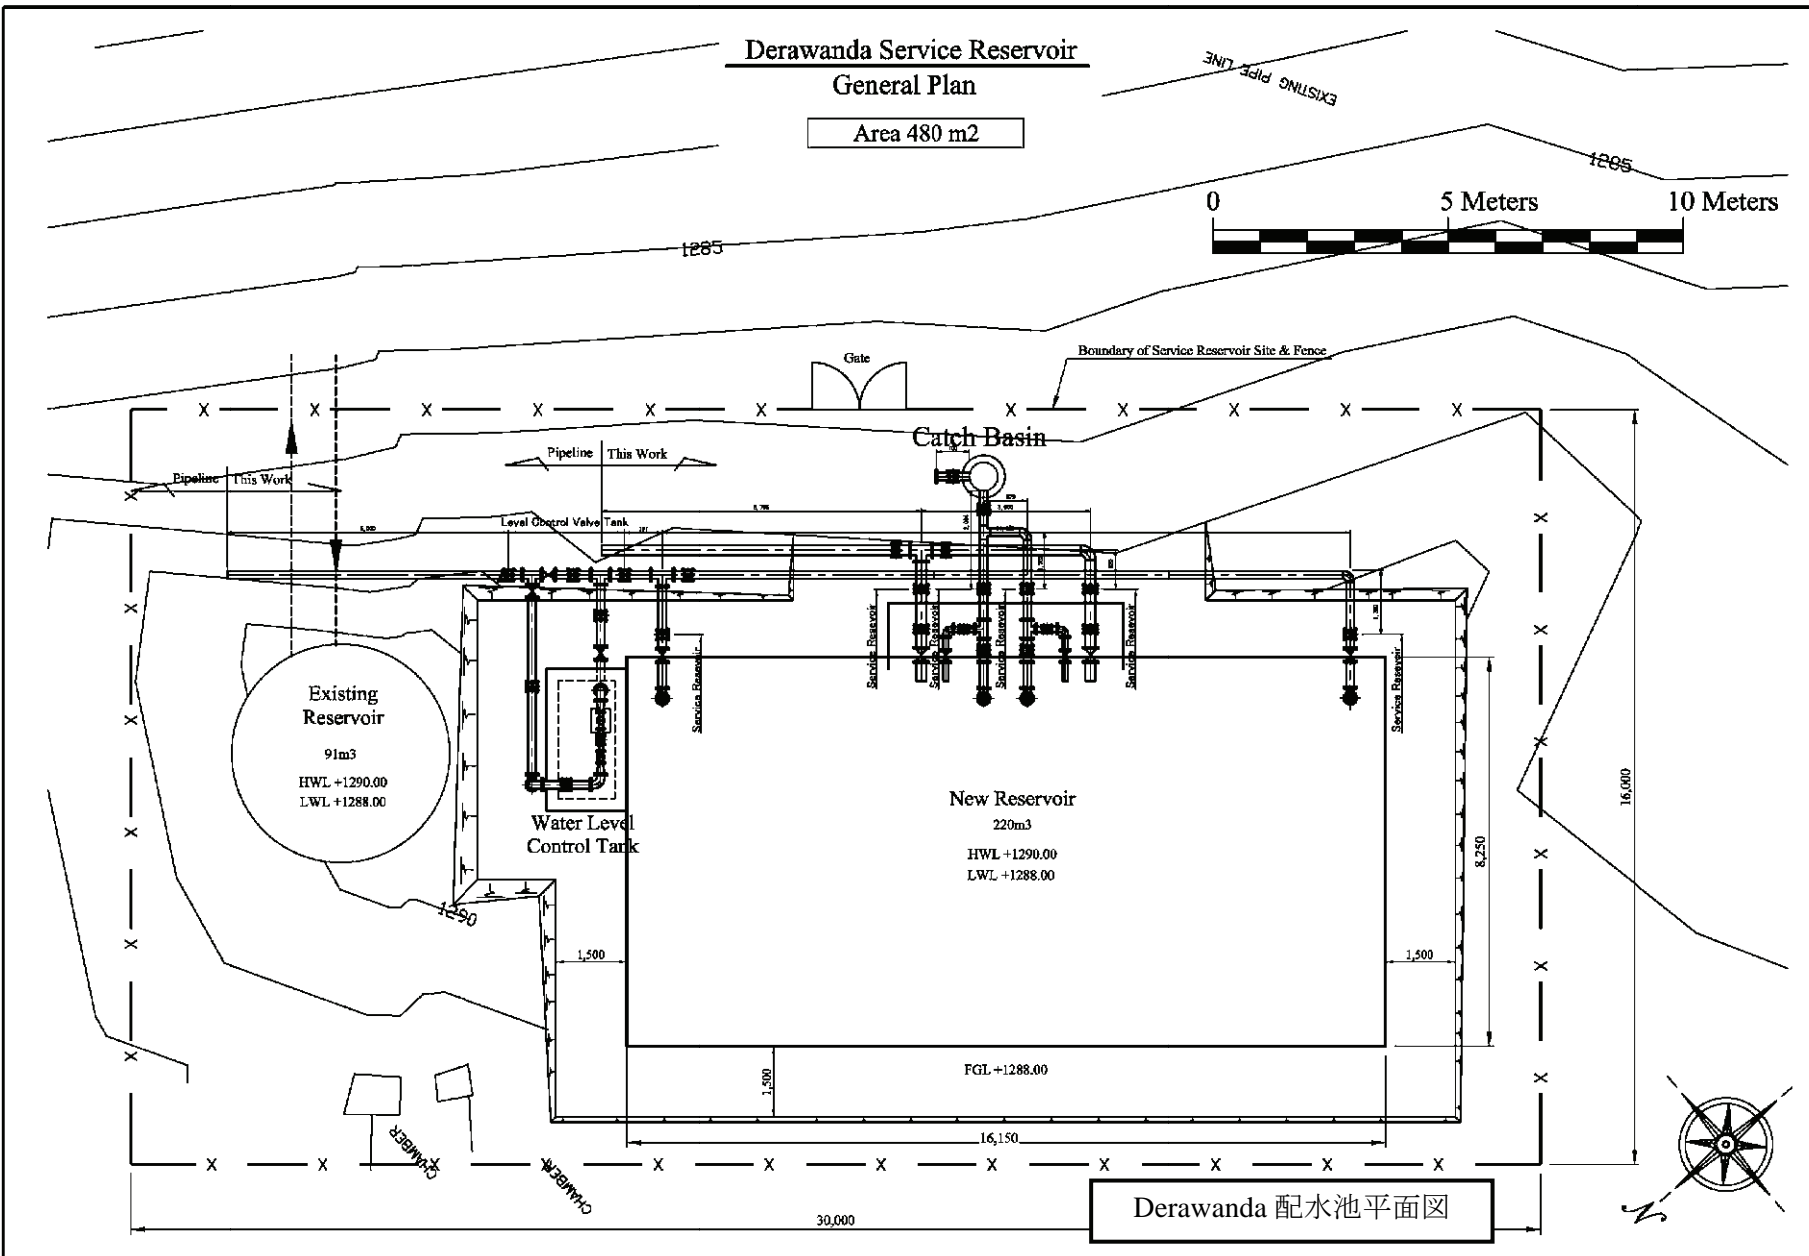 Derawanda Service Reservoir
General Plan
Area 480 m2
EXISTING PIPE LINE
1285
0 5 Meters 10 Meters
1285
Gate
Boundary of Service Reservoir Site & Fence
Catch Basin
Pipeline This Work
Pipeline This Work
Level Control Valve Tank
Service Reservoir
Service Reservoir
Service Reservoir
Service Reservoir
Service Reservoir
Service Reservoir
Existing
Reservoir
91m3
HWL +1290.00
LWL +1288.00
Water Level
Control Tank
New Reservoir
220m3
HWL +1290.00
LWL +1288.00
16,000
8,250
1290
1,500
1,500
1,500
FGL +1288.00
16,150
CHAMBER
CHAMBER
30,000
Derawanda 配水池平面図
N